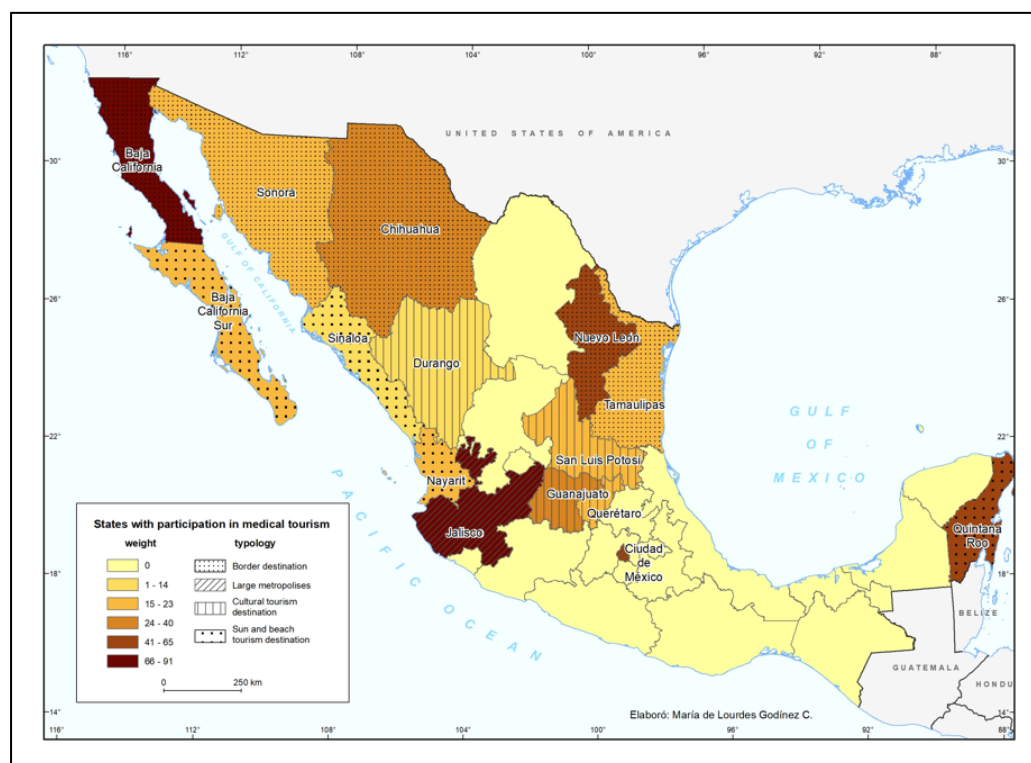 116°
112°
104°
100°
96°
92°
88°
UNITED STATES OF AMERICA
30°
30°
Baja
California
Sonora
Chihuahua
GULF OF CALIFORNIA
26°
26°
Baja
California
Sur
Sinaloa
Durango
Nuevo León
Tamaulipas
GULF
OF
MEXICO
22°
22°
San Luis Potosí
Nayarit
Guanajuato
Querétaro
Jalisco
Ciudad
de
México
Quintana
Roo
PACIFIC OCEAN
18°
18°
BELIZE
GUATEMALA
HONDU
States with participation in medical tourism
weight
typology
0
1 - 14
15 - 23
24 - 40
41 - 65
66 - 91
Border destination
Large metropolises
Cultural tourism
destination
Sun and beach
tourism destination
0
250 km
Elaboró: María de Lourdes Godínez C.
14°
14°
116°
112°
108°
104°
100°
96°
92°
88°